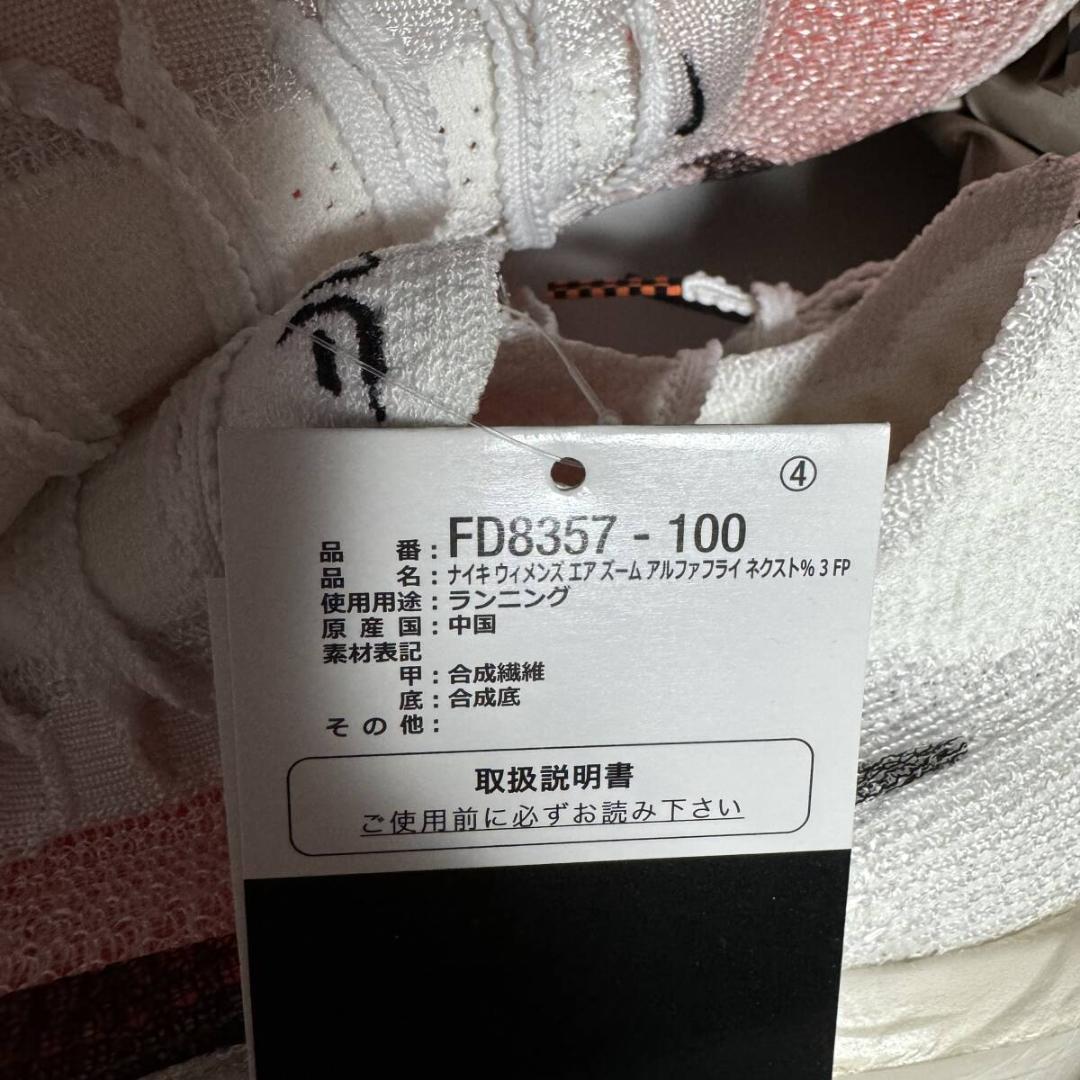 ④
品 番：FD8357 - 100
品 名：ナイキ ウィメンズ エア ズーム アルファフライ ネクスト% 3 FP
使用用途：ランニング
原 産 国：中国
素材表記
甲：合成繊維
底：合成底
そ の 他：
取扱説明書
ご使用前に必ずお読み下さい